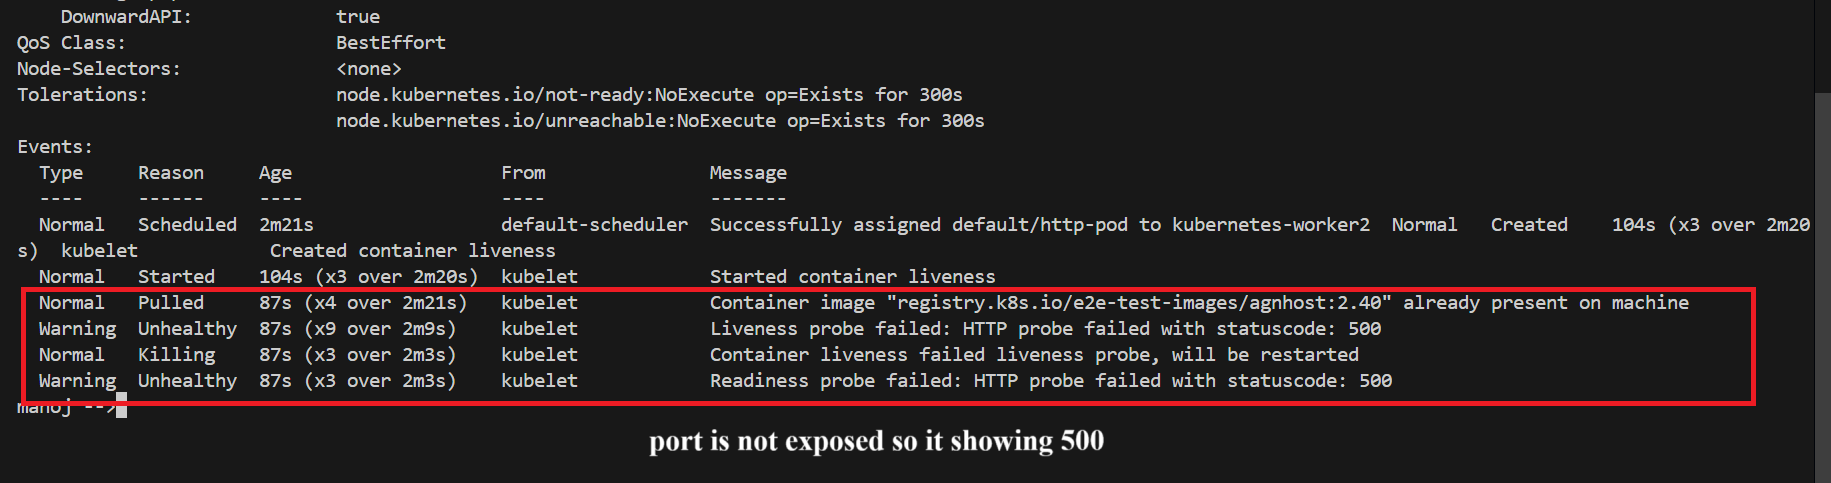 DownwardAPI: true
QoS Class: BestEffort
Node-Selectors: <none>
Tolerations: node.kubernetes.io/not-ready:NoExecute op=Exists for 300s
node.kubernetes.io/unreachable:NoExecute op=Exists for 300s
Events:
Type Reason Age From Message
---- ------ ---- ---- -------
Normal Scheduled 2m21s default-scheduler Successfully assigned default/http-pod to kubernetes-worker2 Normal Created 104s (x3 over 2m20
s) kubelet Created container liveness
Normal Started 104s (x3 over 2m20s) kubelet Started container liveness
Normal Pulled 87s (x4 over 2m21s) kubelet Container image "registry.k8s.io/e2e-test-images/agnhost:2.40" already present on machine
Warning Unhealthy 87s (x9 over 2m9s) kubelet Liveness probe failed: HTTP probe failed with statuscode: 500
Normal Killing 87s (x3 over 2m3s) kubelet Container liveness failed liveness probe, will be restarted
Warning Unhealthy 87s (x3 over 2m3s) kubelet Readiness probe failed: HTTP probe failed with statuscode: 500
manoj -->
port is not exposed so it showing 500